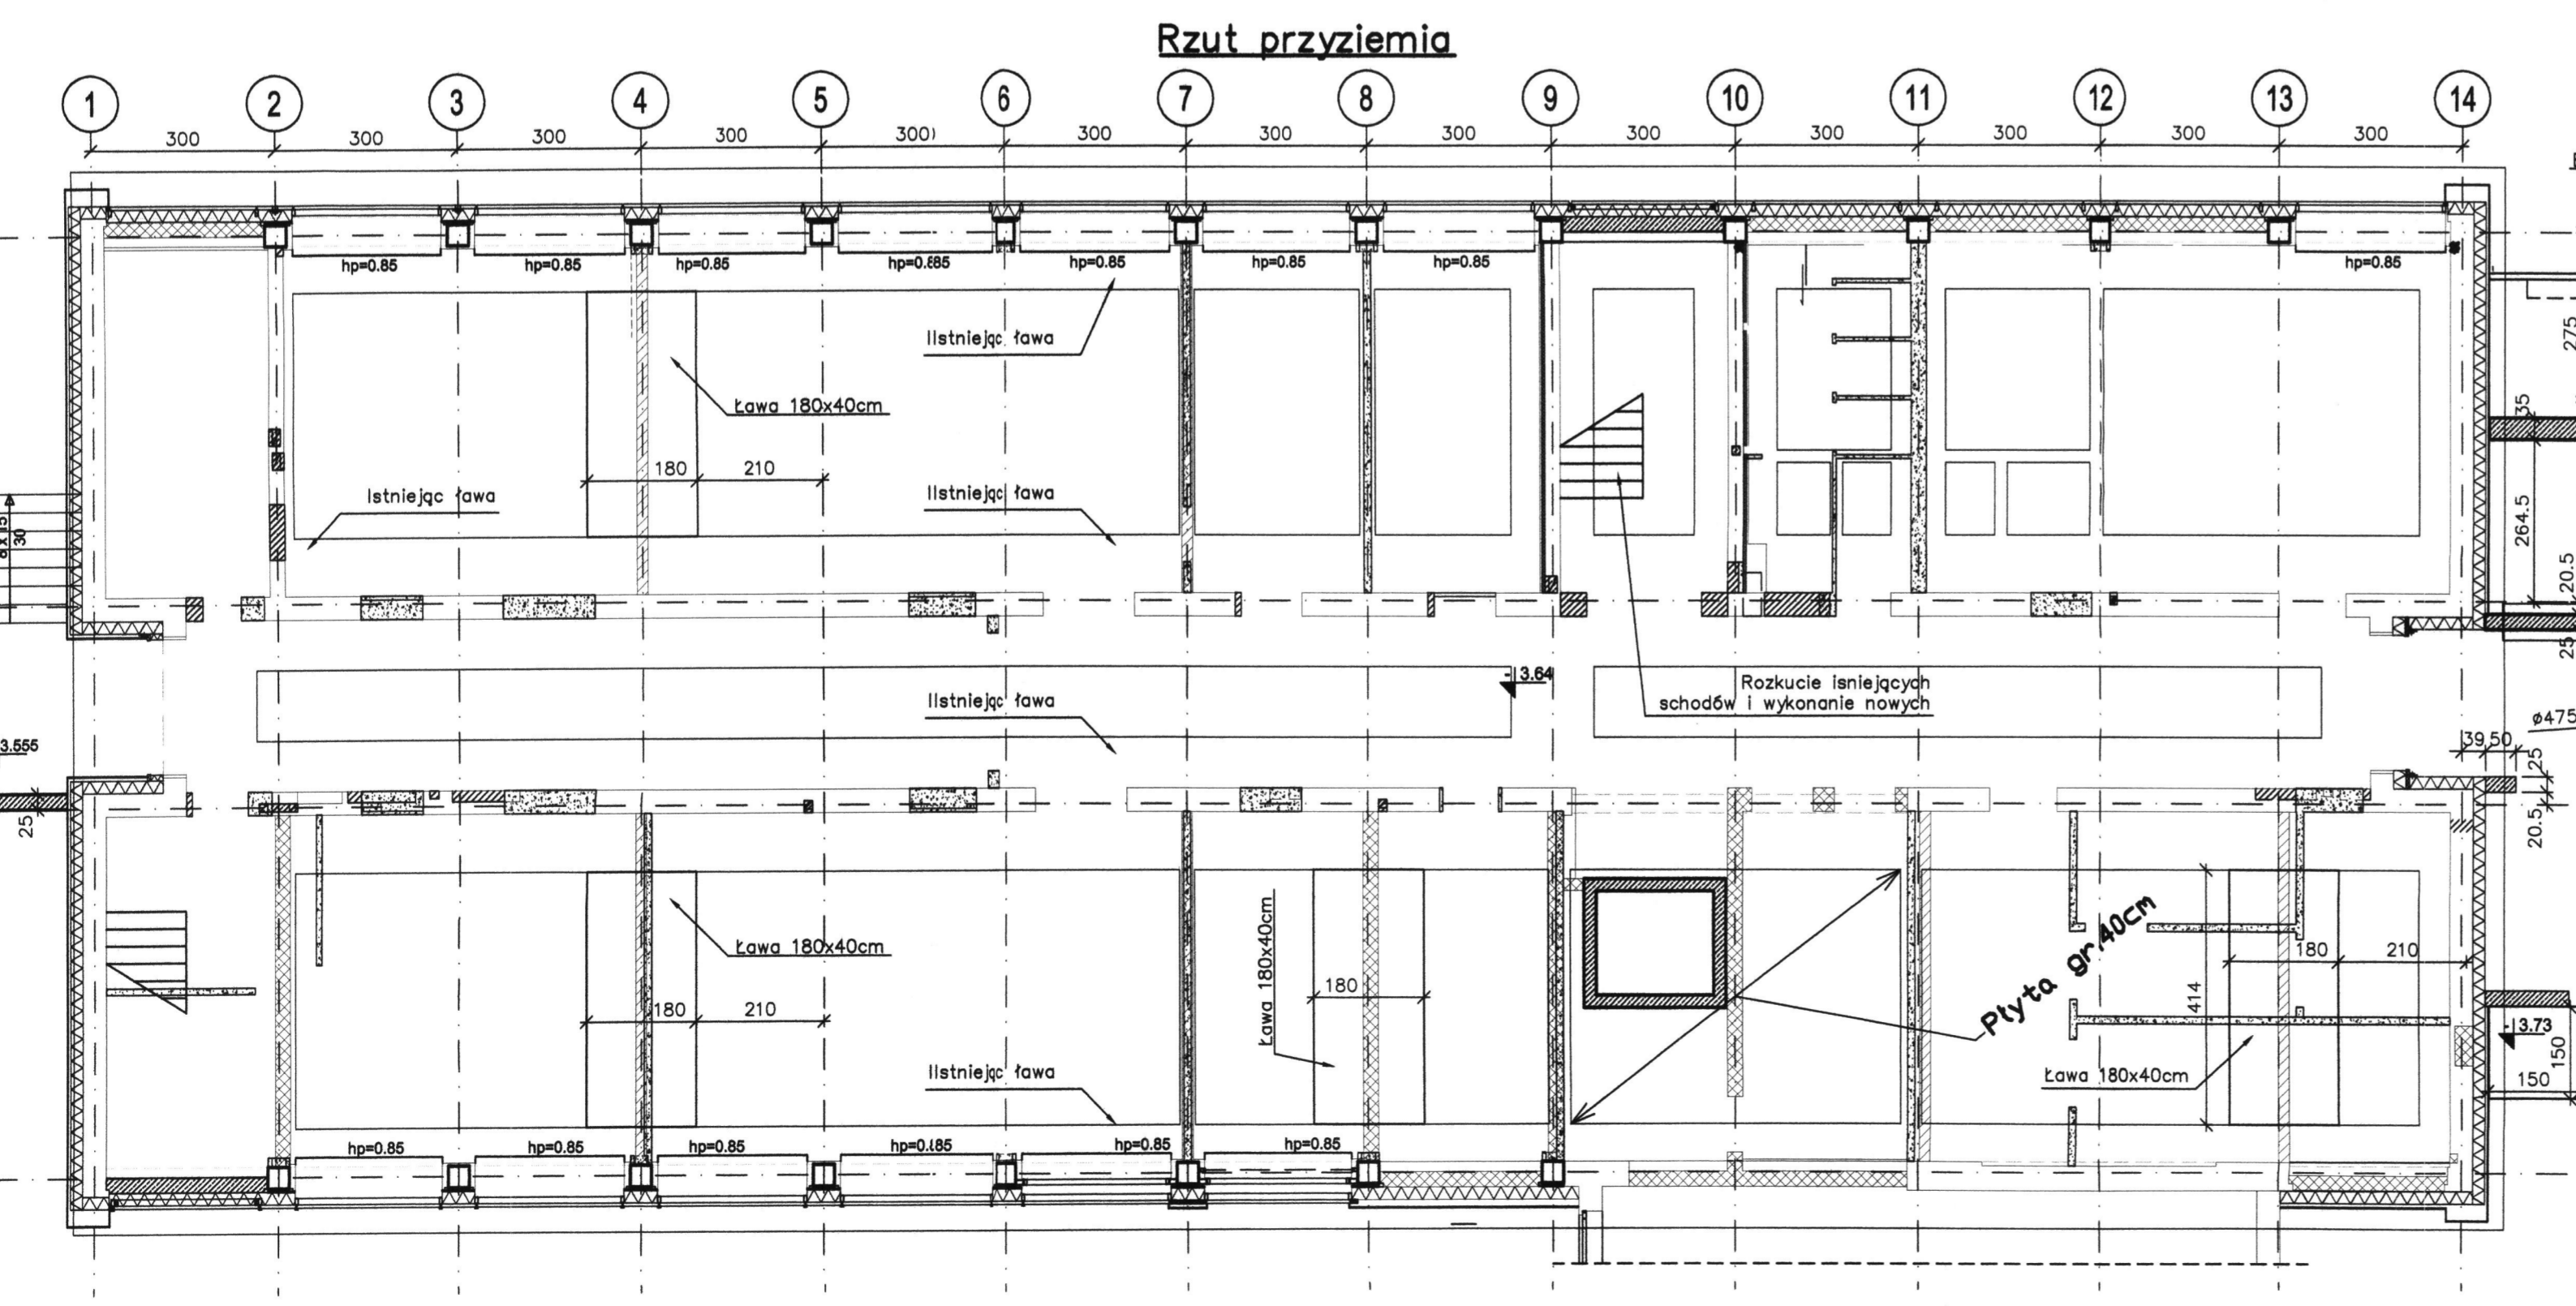 Rzut przyziemia
1 2 3 4 5 6 7 8 9 10 11 12 13 14
300 300 300 300 300) 300 300 300 300 300 300 300 300
hp=0.85 hp=0.85 hp=0.85 hp=0.885 hp=0.85 hp=0.85 hp=0.85 hp=0.85
275
IIstniejąc ława
Ława 180x40cm
35
180 210
Istniejąc ława
IIstniejąc ława
264.5
30
20.5
25
- 3.64
Rozkucie isniejących
schodów i wykonanie nowych
IIstniejąc ława
ø475
3.555
39 50
25
25
20.5
Ława 180x40cm
Ława 180x40cm
Płyta gr.40cm
180 210
180
180 210
414
- 3.73
150
150
Ława 180x40cm
IIstniejąc ława
hp=0.85 hp=0.85 hp=0.85 hp=0.85 hp=0.85 hp=0.85